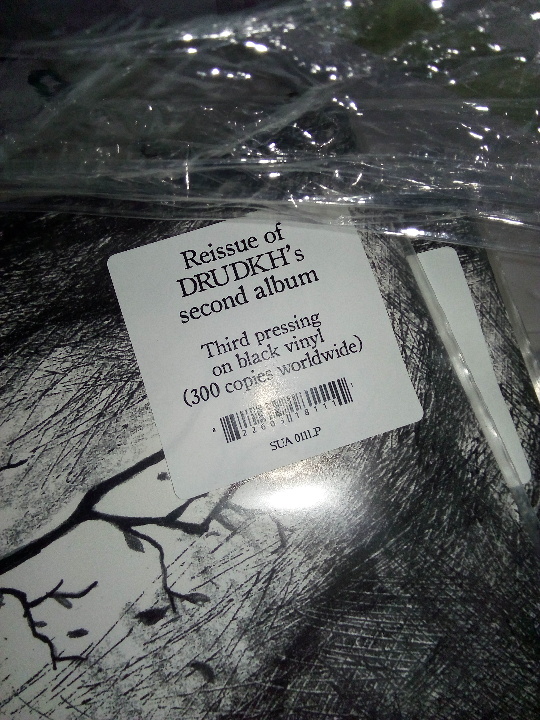 Reissue of
DRUDKH's
second album
Third pressing
on black vinyl
(300 copies worldwide)
SUA 011LP